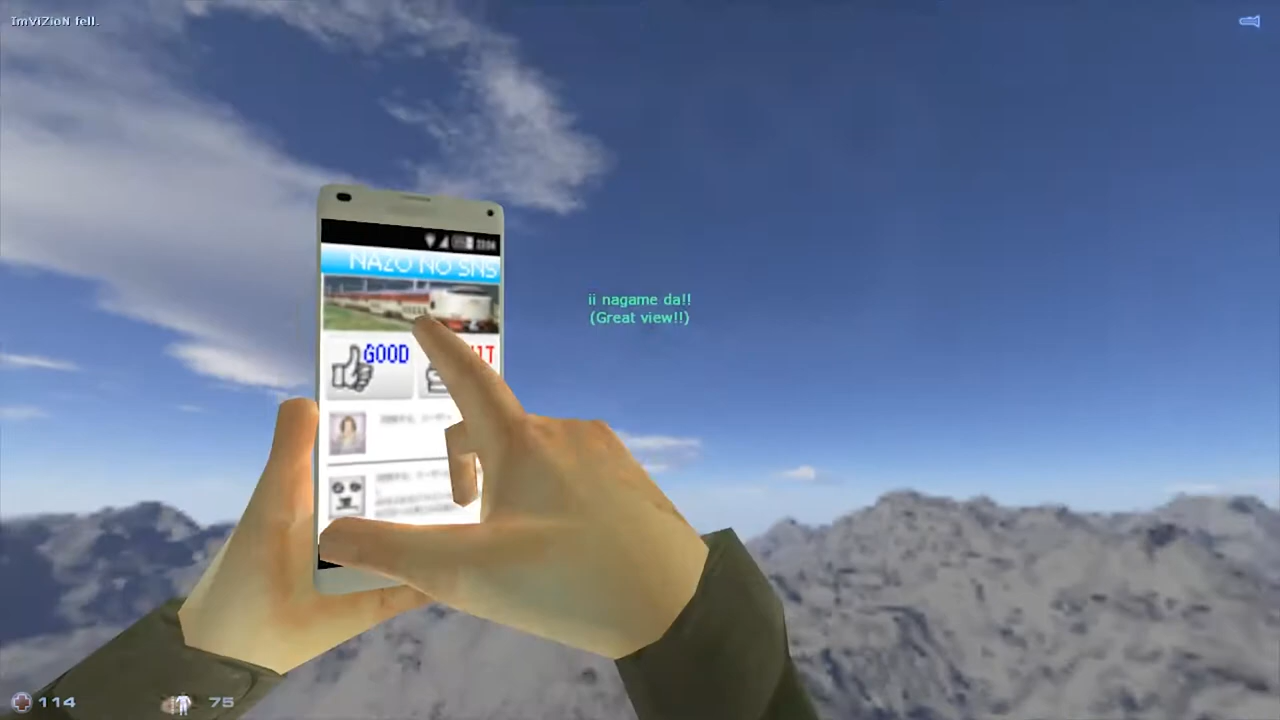 ImViZioN fell.
NAZO NO SNS
ii nagame da!!
(Great view!!)
GOOD
114
75